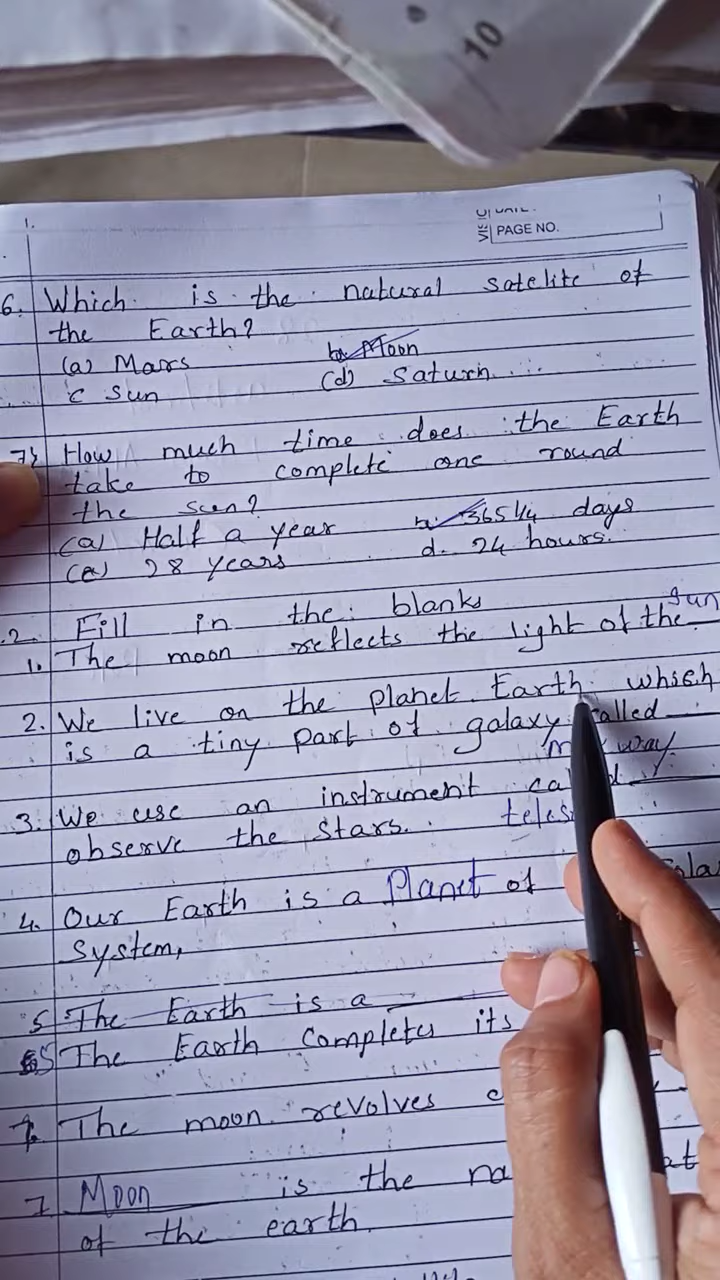 10
PAGE NO.
6. Which is the natural satelite of
the Earth?
(a) Mars b. Moon
c Sun (d) Saturn
7) How much time does the Earth
take to complete one round
the sun?
(a) Half a year b. 365 1/4 days
(c) 28 years d. 24 hours.
2. Fill in the blanks
1. The moon reflects the light of the sun
2. We live on the planet Earth which
is a tiny part of galaxy called
way
3. We use an instrument
observe the stars.
4. Our Earth is a Planet of
System,
5 The Earth is a
5 The Earth completes its
7. The moon revolves
7 Moon is the
of the earth.